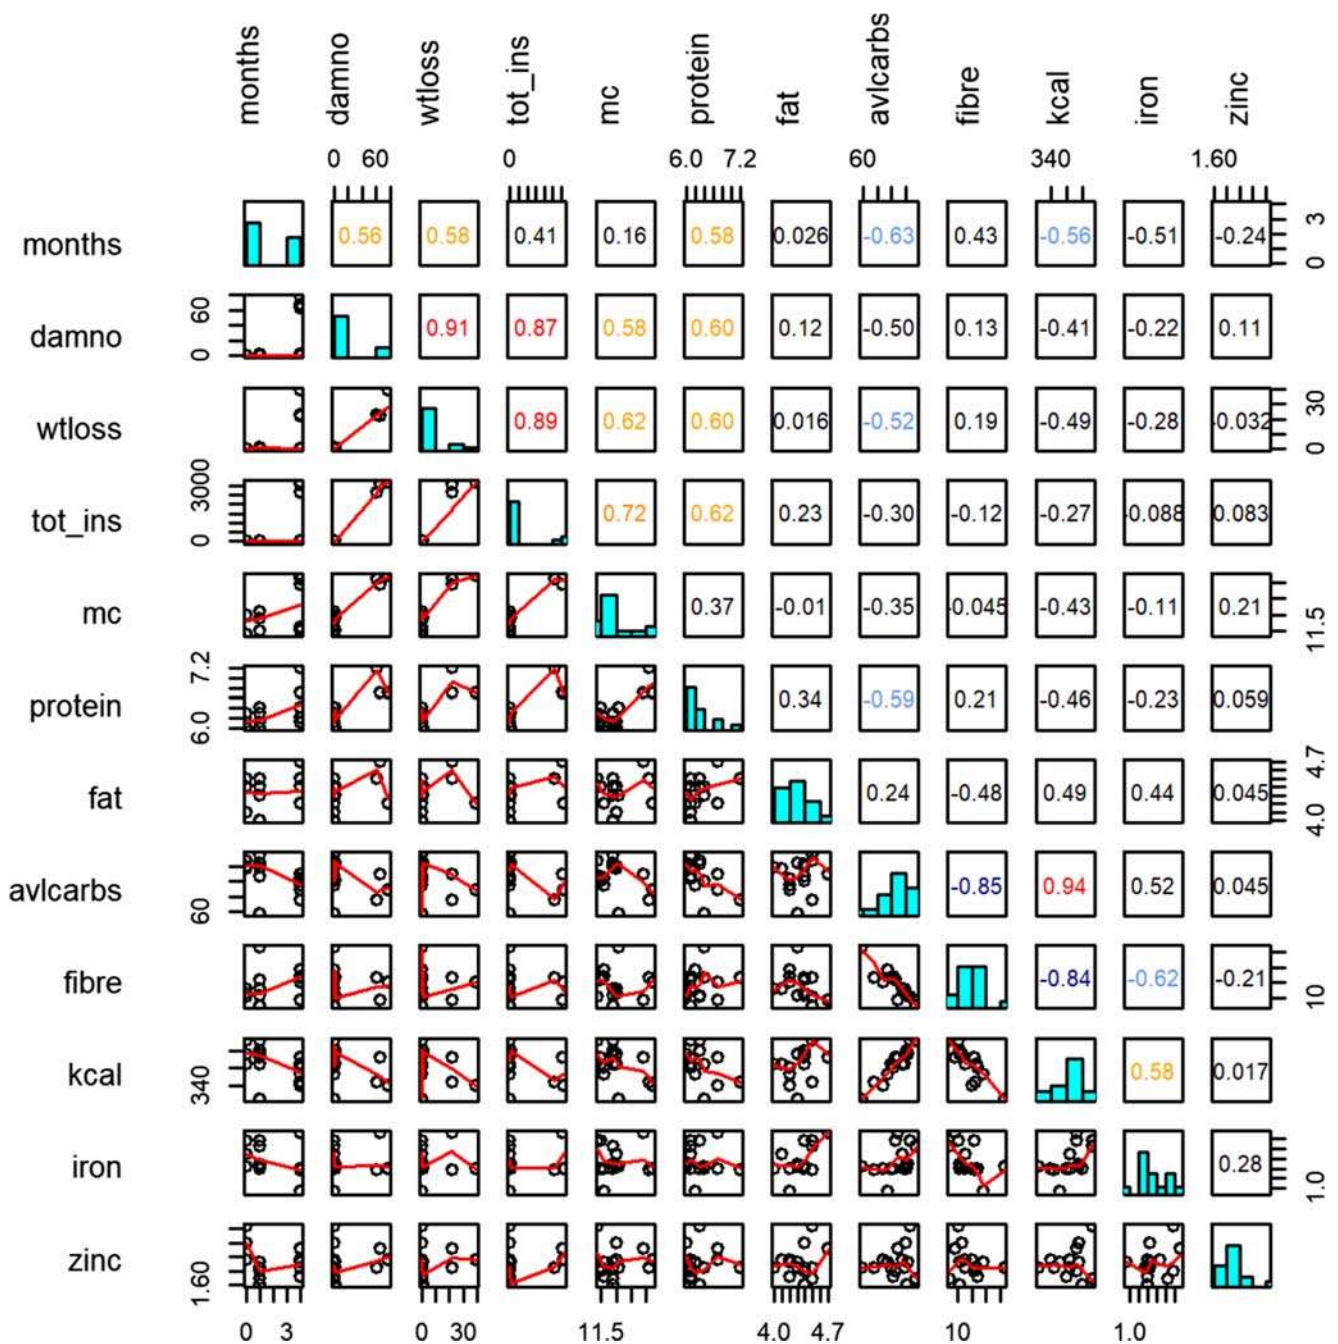 months damno wtloss tot_ins mc protein fat avlcarbs fibre kcal iron zinc
0 60 0 6.0 7.2 60 340 1.60
months 0.56 0.58 0.41 0.16 0.58 0.026 -0.63 0.43 -0.56 -0.51 -0.24 0 3
damno 0 60 0.91 0.87 0.58 0.60 0.12 -0.50 0.13 -0.41 -0.22 0.11
wtloss 0.89 0.62 0.60 0.016 -0.52 0.19 -0.49 -0.28 -0.032 0 30
tot_ins 0 3000 0.72 0.62 0.23 -0.30 -0.12 -0.27 -0.088 0.083
mc 0.37 -0.01 -0.35 -0.045 -0.43 -0.11 0.21 11.5
protein 6.0 7.2 0.34 -0.59 0.21 -0.46 -0.23 0.059
fat 0.24 -0.48 0.49 0.44 0.045 4.0 4.7
avlcarbs 60 -0.85 0.94 0.52 0.045
fibre -0.84 -0.62 -0.21 10
kcal 340 0.58 0.017
iron 0.28 1.0
zinc 1.60
0 3 0 30 11.5 4.0 4.7 10 1.0